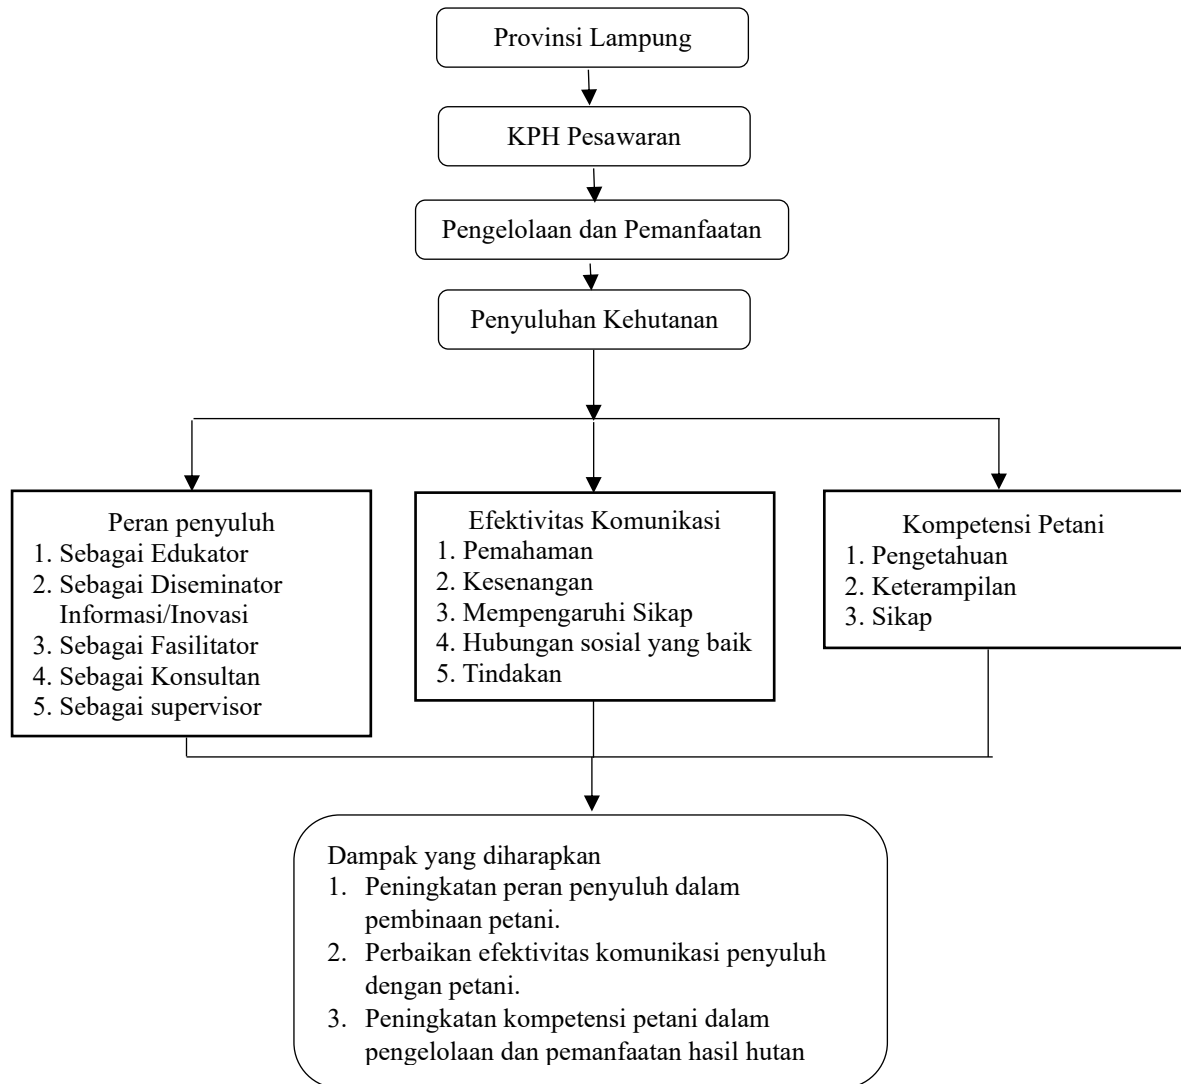 Provinsi Lampung
KPH Pesawaran
Pengelolaan dan Pemanfaatan
Penyuluhan Kehutanan
Peran penyuluh
1. Sebagai Edukator
2. Sebagai Diseminator
Informasi/Inovasi
3. Sebagai Fasilitator
4. Sebagai Konsultan
5. Sebagai supervisor
Efektivitas Komunikasi
1. Pemahaman
2. Kesenangan
3. Mempengaruhi Sikap
4. Hubungan sosial yang baik
5. Tindakan
Kompetensi Petani
1. Pengetahuan
2. Keterampilan
3. Sikap
Dampak yang diharapkan
1. Peningkatan peran penyuluh dalam
pembinaan petani.
2. Perbaikan efektivitas komunikasi penyuluh
dengan petani.
3. Peningkatan kompetensi petani dalam
pengelolaan dan pemanfaatan hasil hutan